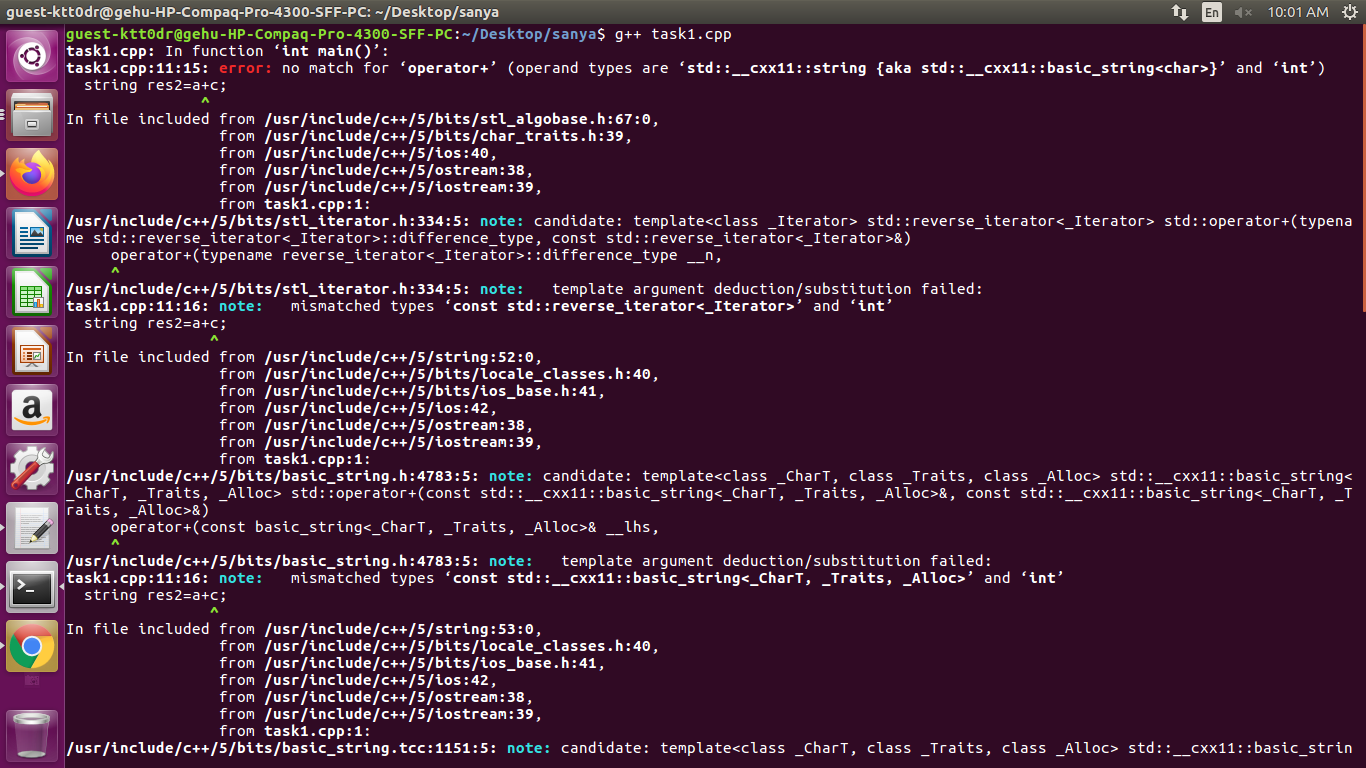 guest-ktt0dr@gehu-HP-Compaq-Pro-4300-SFF-PC: ~/Desktop/sanya
En
10:01 AM
guest-ktt0dr@gehu-HP-Compaq-Pro-4300-SFF-PC:~/Desktop/sanya$ g++ task1.cpp
task1.cpp: In function ‘int main()’:
task1.cpp:11:15: error: no match for ‘operator+’ (operand types are ‘std::__cxx11::string {aka std::__cxx11::basic_string<char>}’ and ‘int’)
  string res2=a+c;
               ^
In file included from /usr/include/c++/5/bits/stl_algobase.h:67:0,
                 from /usr/include/c++/5/bits/char_traits.h:39,
                 from /usr/include/c++/5/ios:40,
                 from /usr/include/c++/5/ostream:38,
                 from /usr/include/c++/5/iostream:39,
                 from task1.cpp:1:
/usr/include/c++/5/bits/stl_iterator.h:334:5: note: candidate: template<class _Iterator> std::reverse_iterator<_Iterator> std::operator+(typena
me std::reverse_iterator<_Iterator>::difference_type, const std::reverse_iterator<_Iterator>&)
     operator+(typename reverse_iterator<_Iterator>::difference_type __n,
     ^
/usr/include/c++/5/bits/stl_iterator.h:334:5: note:   template argument deduction/substitution failed:
task1.cpp:11:16: note:   mismatched types ‘const std::reverse_iterator<_Iterator>’ and ‘int’
  string res2=a+c;
                ^
In file included from /usr/include/c++/5/string:52:0,
                 from /usr/include/c++/5/bits/locale_classes.h:40,
                 from /usr/include/c++/5/bits/ios_base.h:41,
                 from /usr/include/c++/5/ios:42,
                 from /usr/include/c++/5/ostream:38,
                 from /usr/include/c++/5/iostream:39,
                 from task1.cpp:1:
/usr/include/c++/5/bits/basic_string.h:4783:5: note: candidate: template<class _CharT, class _Traits, class _Alloc> std::__cxx11::basic_string<
_CharT, _Traits, _Alloc> std::operator+(const std::__cxx11::basic_string<_CharT, _Traits, _Alloc>&, const std::__cxx11::basic_string<_CharT, _T
raits, _Alloc>&)
     operator+(const basic_string<_CharT, _Traits, _Alloc>& __lhs,
     ^
/usr/include/c++/5/bits/basic_string.h:4783:5: note:   template argument deduction/substitution failed:
task1.cpp:11:16: note:   mismatched types ‘const std::__cxx11::basic_string<_CharT, _Traits, _Alloc>’ and ‘int’
  string res2=a+c;
                ^
In file included from /usr/include/c++/5/string:53:0,
                 from /usr/include/c++/5/bits/locale_classes.h:40,
                 from /usr/include/c++/5/bits/ios_base.h:41,
                 from /usr/include/c++/5/ios:42,
                 from /usr/include/c++/5/ostream:38,
                 from /usr/include/c++/5/iostream:39,
                 from task1.cpp:1:
/usr/include/c++/5/bits/basic_string.tcc:1151:5: note: candidate: template<class _CharT, class _Traits, class _Alloc> std::__cxx11::basic_strin